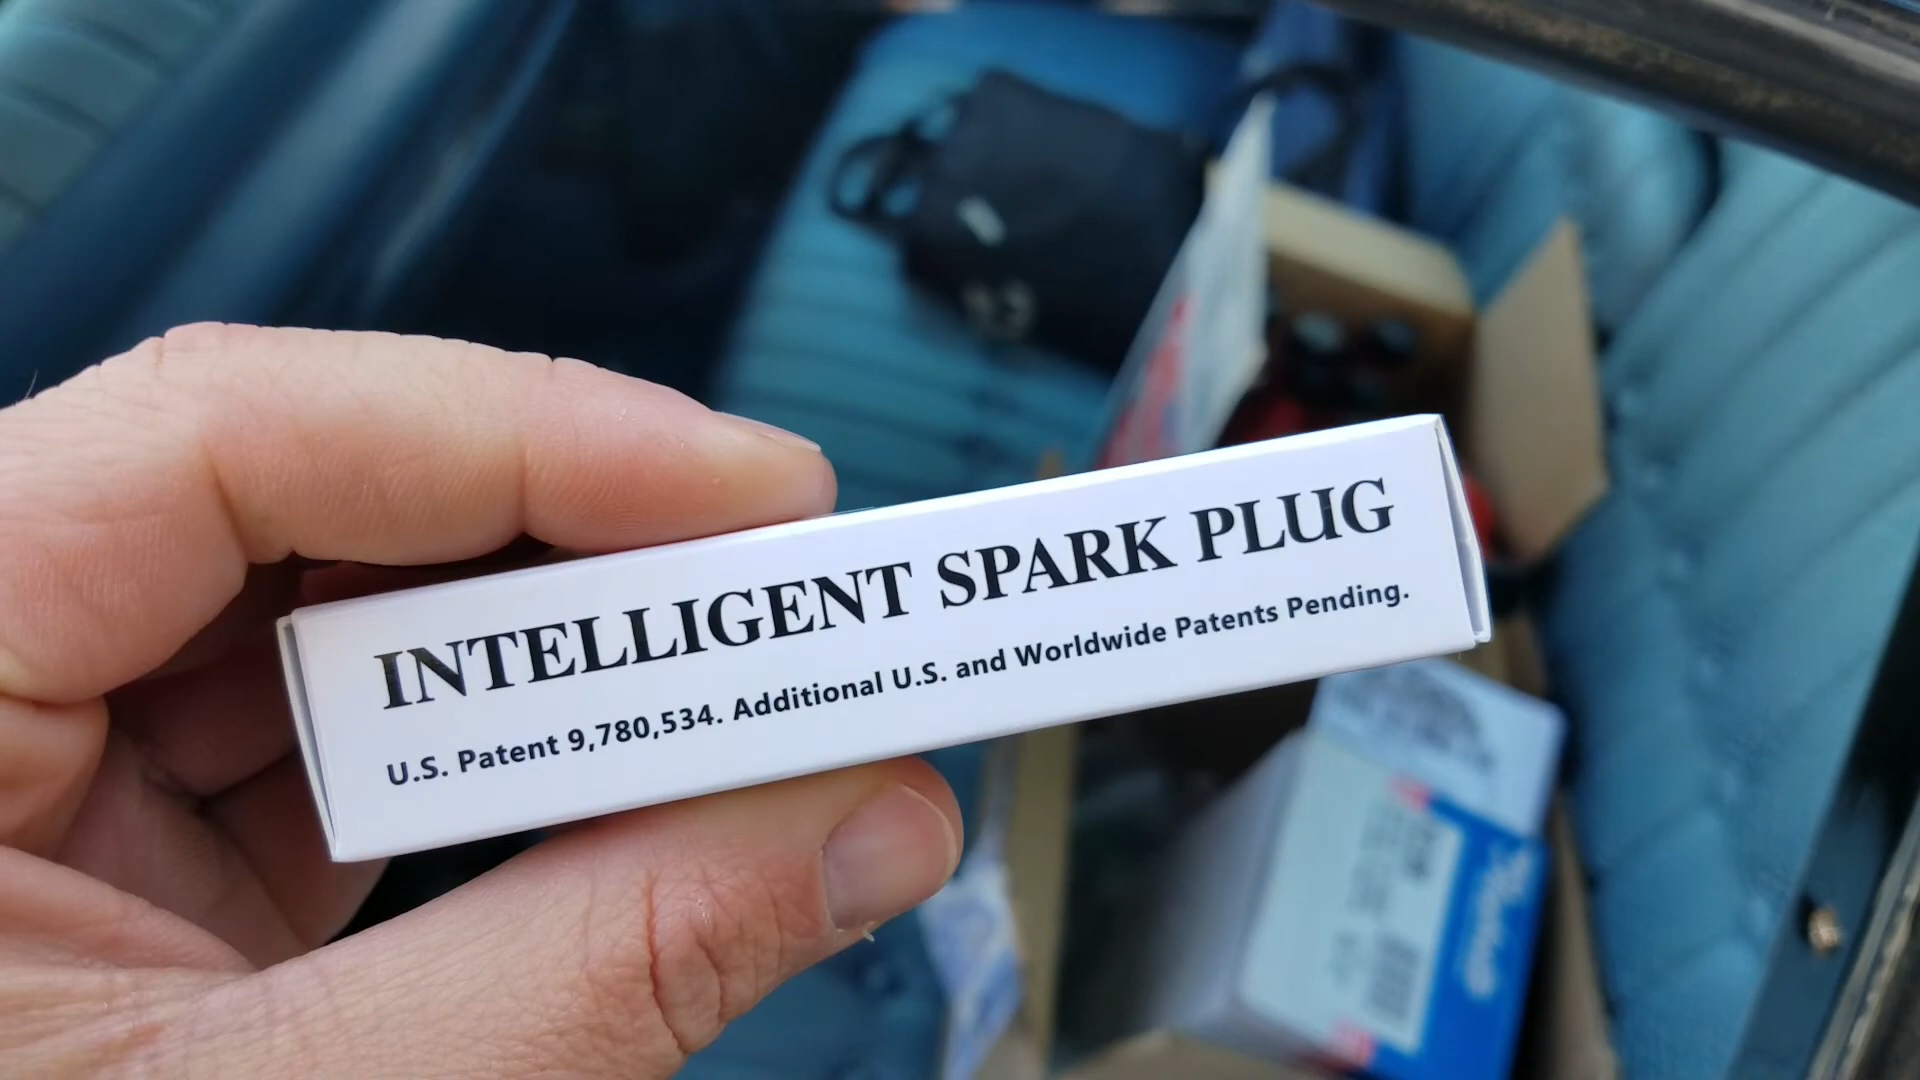 INTELLIGENT SPARK PLUG
U.S. Patent 9,780,534. Additional U.S. and Worldwide Patents Pending.